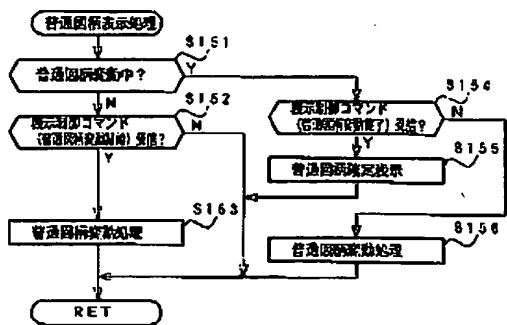 普通図柄表示処理
S151
普通図柄変動中?
Y
N
S152
表示制御コマンド
(普通図柄変動開始)受信?
N
Y
S153
普通図柄変動処理
S154
表示制御コマンド
(普通図柄変動終了)受信?
N
Y
S155
普通図柄確定表示
S156
普通図柄変動処理
RET